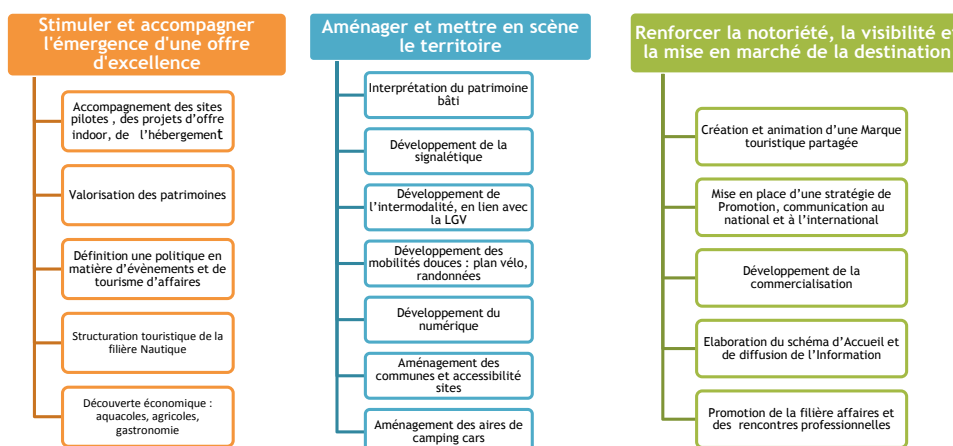 Stimuler et accompagner
l'émergence d'une offre
d'excellence
Accompagnement des sites
pilotes , des projets d'offre
indoor, de l'hébergement
Valorisation des patrimoines
Définition une politique en
matière d'évènements et de
tourisme d'affaires
Structuration touristique de la
filière Nautique
Découverte économique :
aquacoles, agricoles,
gastronomie
Aménager et mettre en scène
le territoire
Interprétation du patrimoine
bâti
Développement de la
signalétique
Développement de
l'intermodalité, en lien avec
la LGV
Développement des
mobilités douces : plan vélo,
randonnées
Développement du
numérique
Aménagement des
communes et accessibilité
sites
Aménagement des aires de
camping cars
Renforcer la notoriété, la visibilité et
la mise en marché de la destination
Création et animation d'une Marque
touristique partagée
Mise en place d'une stratégie de
Promotion, communication au
national et à l'international
Développement de la
commercialisation
Elaboration du schéma d'Accueil et
de diffusion de l'Information
Promotion de la filière affaires et
des rencontres professionnelles